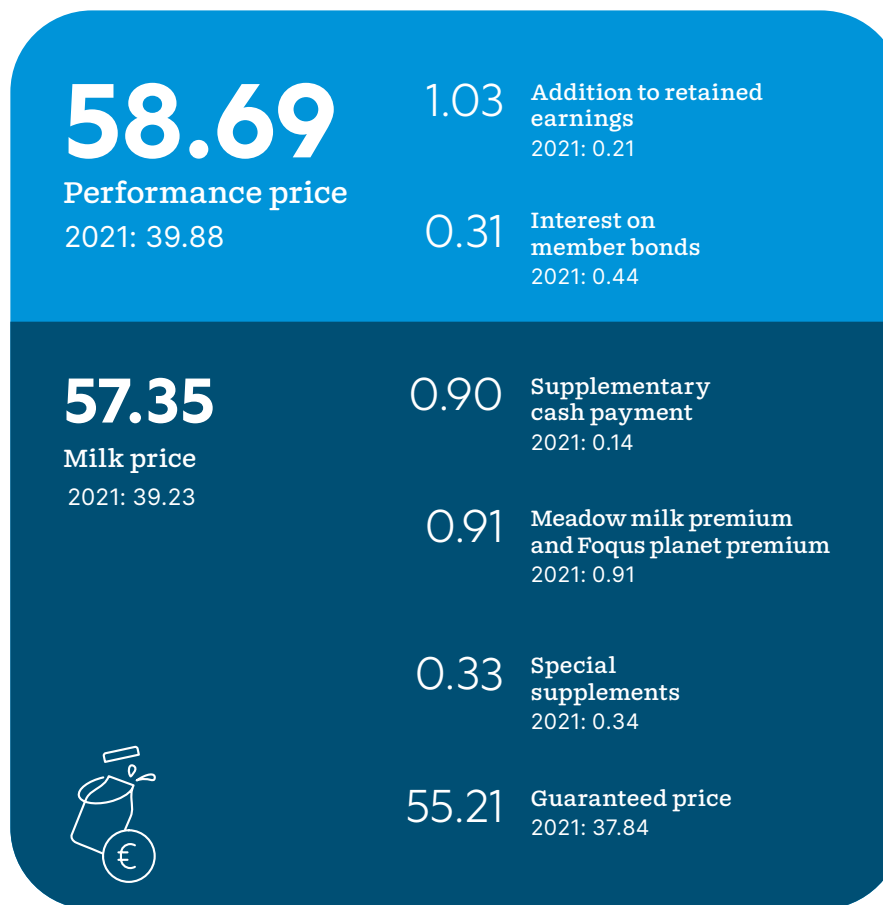 58.69
Performance price
2021: 39.88
1.03
Addition to retained
earnings
2021: 0.21
0.31
Interest on
member bonds
2021: 0.44
57.35
Milk price
2021: 39.23
0.90
Supplementary
cash payment
2021: 0.14
0.91
Meadow milk premium
and Foqus planet premium
2021: 0.91
0.33
Special
supplements
2021: 0.34
55.21
Guaranteed price
2021: 37.84
€